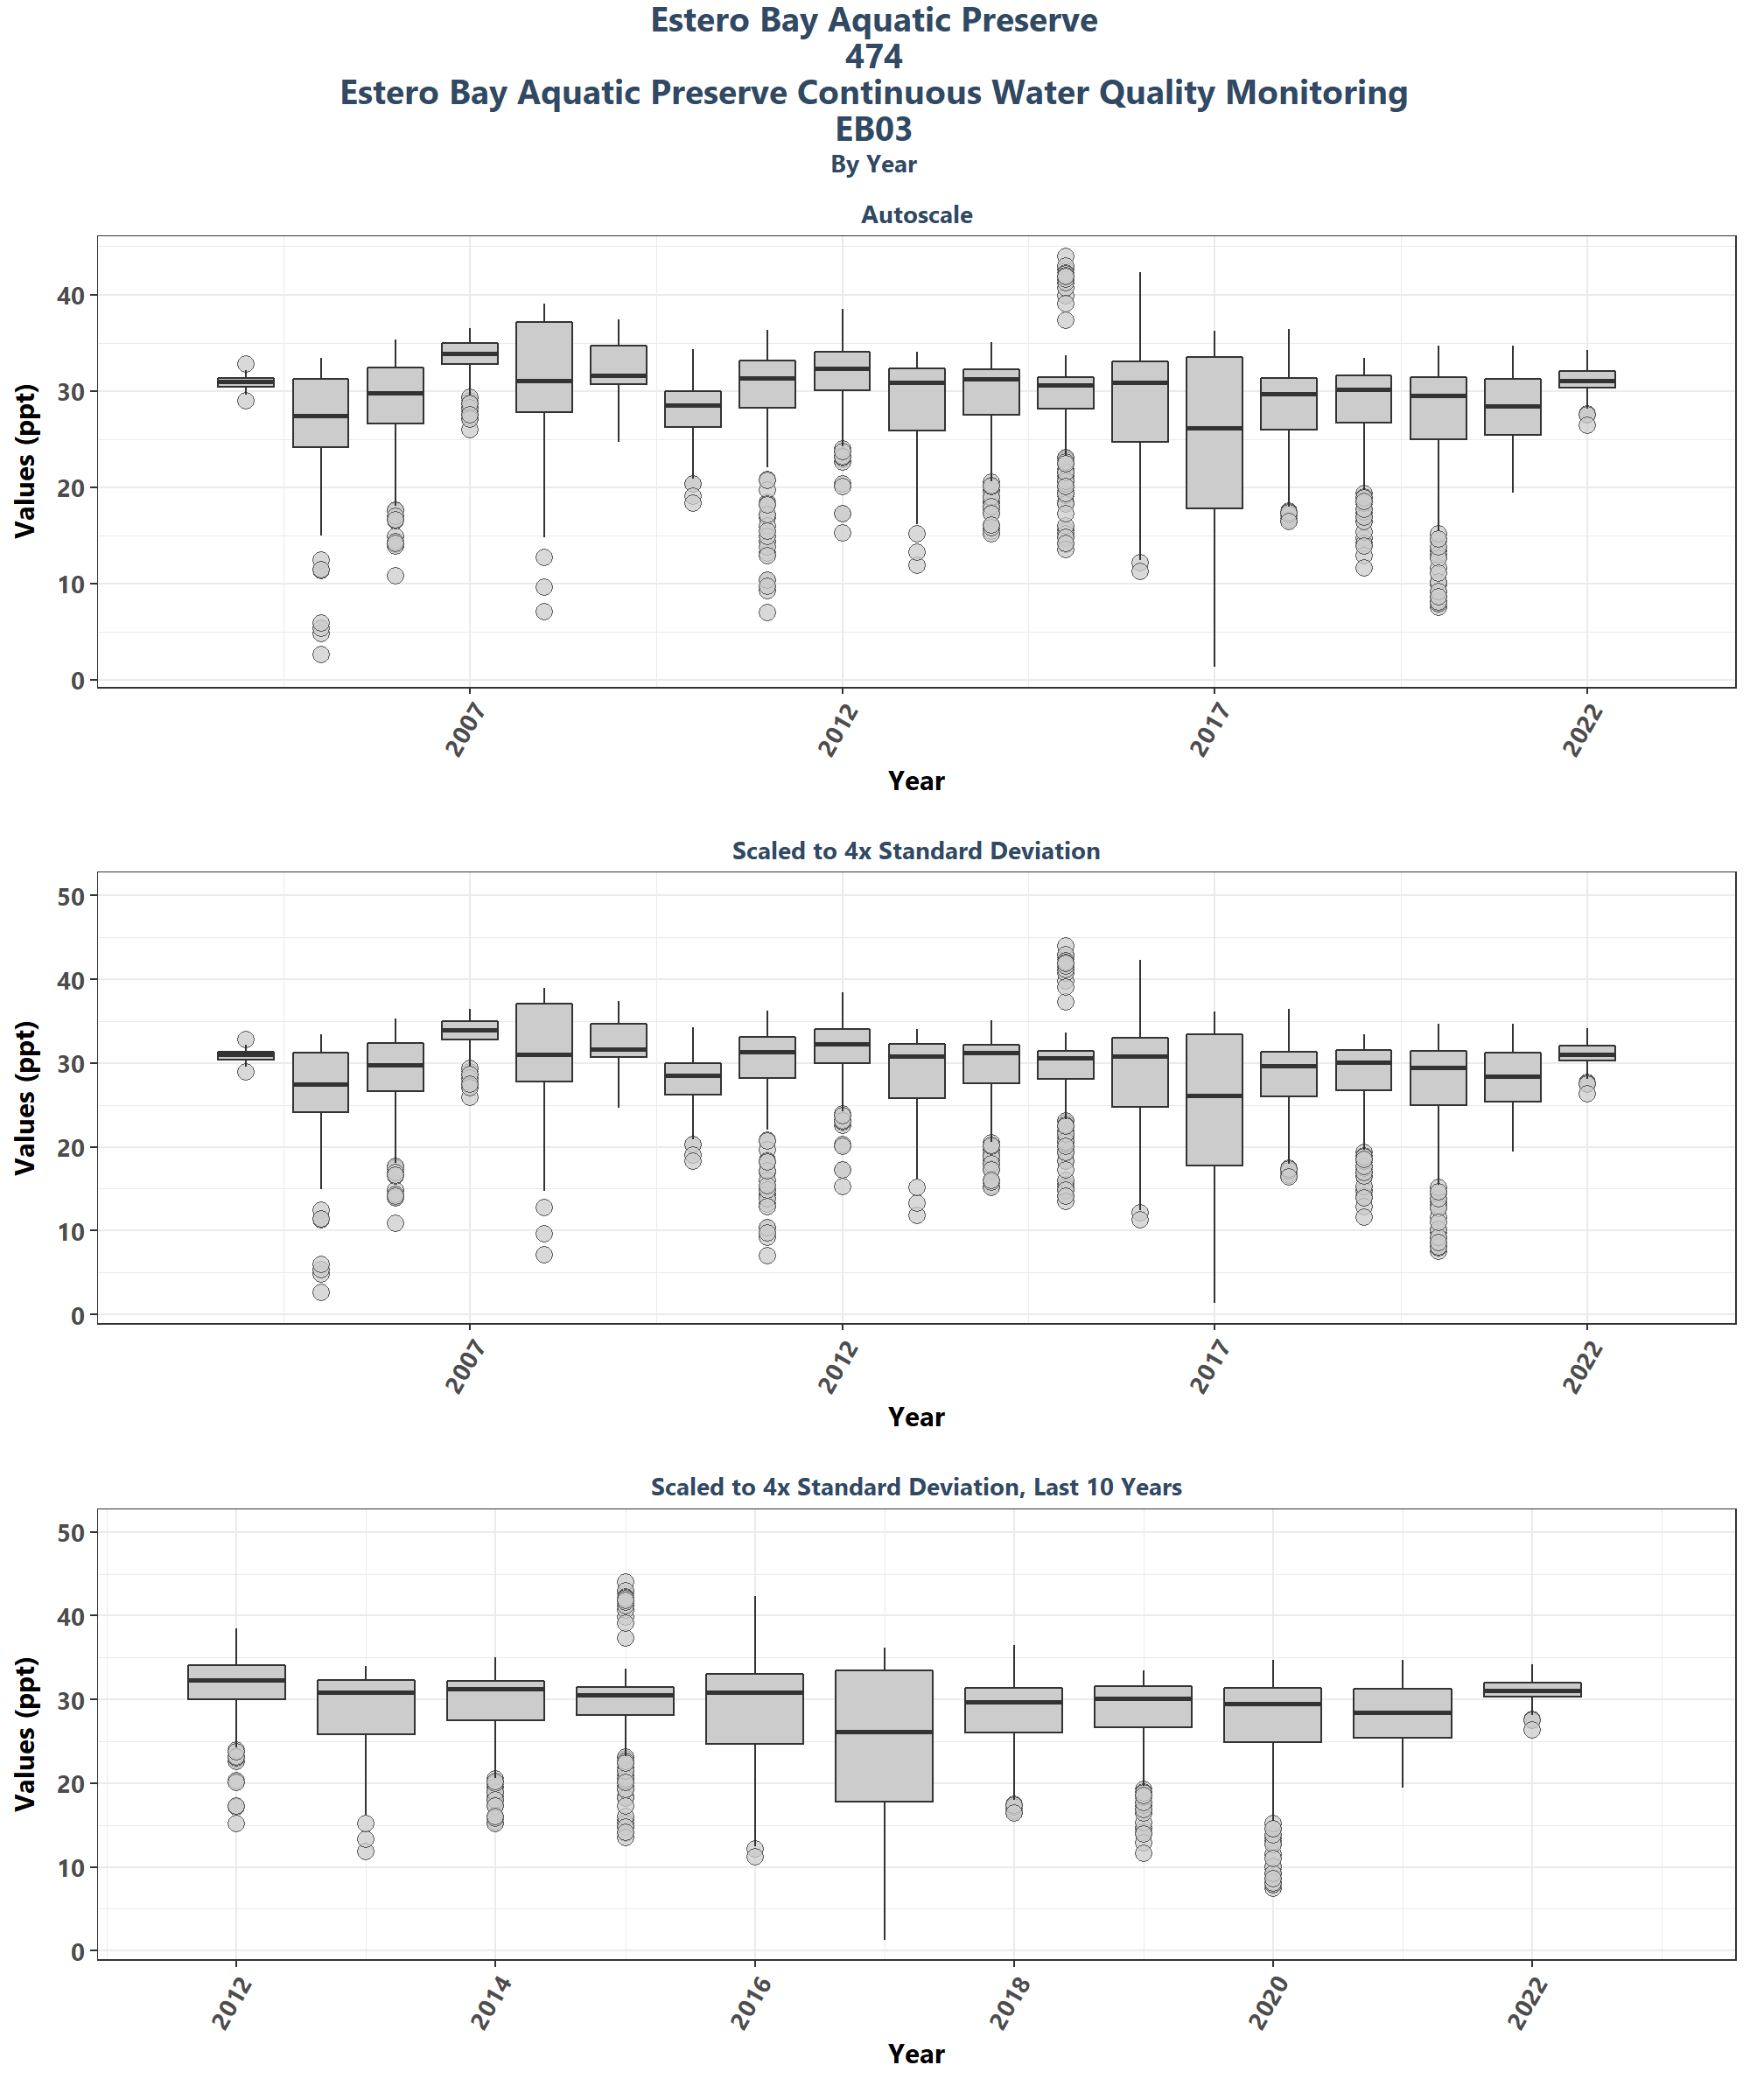 Estero Bay Aquatic Preserve
474
Estero Bay Aquatic Preserve Continuous Water Quality Monitoring
EB03
By Year
Autoscale
Values (ppt)
40
30
20
10
0
2007
2012
2017
2022
Year
Scaled to 4x Standard Deviation
Values (ppt)
50
40
30
20
10
0
2007
2012
2017
2022
Year
Scaled to 4x Standard Deviation, Last 10 Years
Values (ppt)
50
40
30
20
10
0
2012
2014
2016
2018
2020
2022
Year